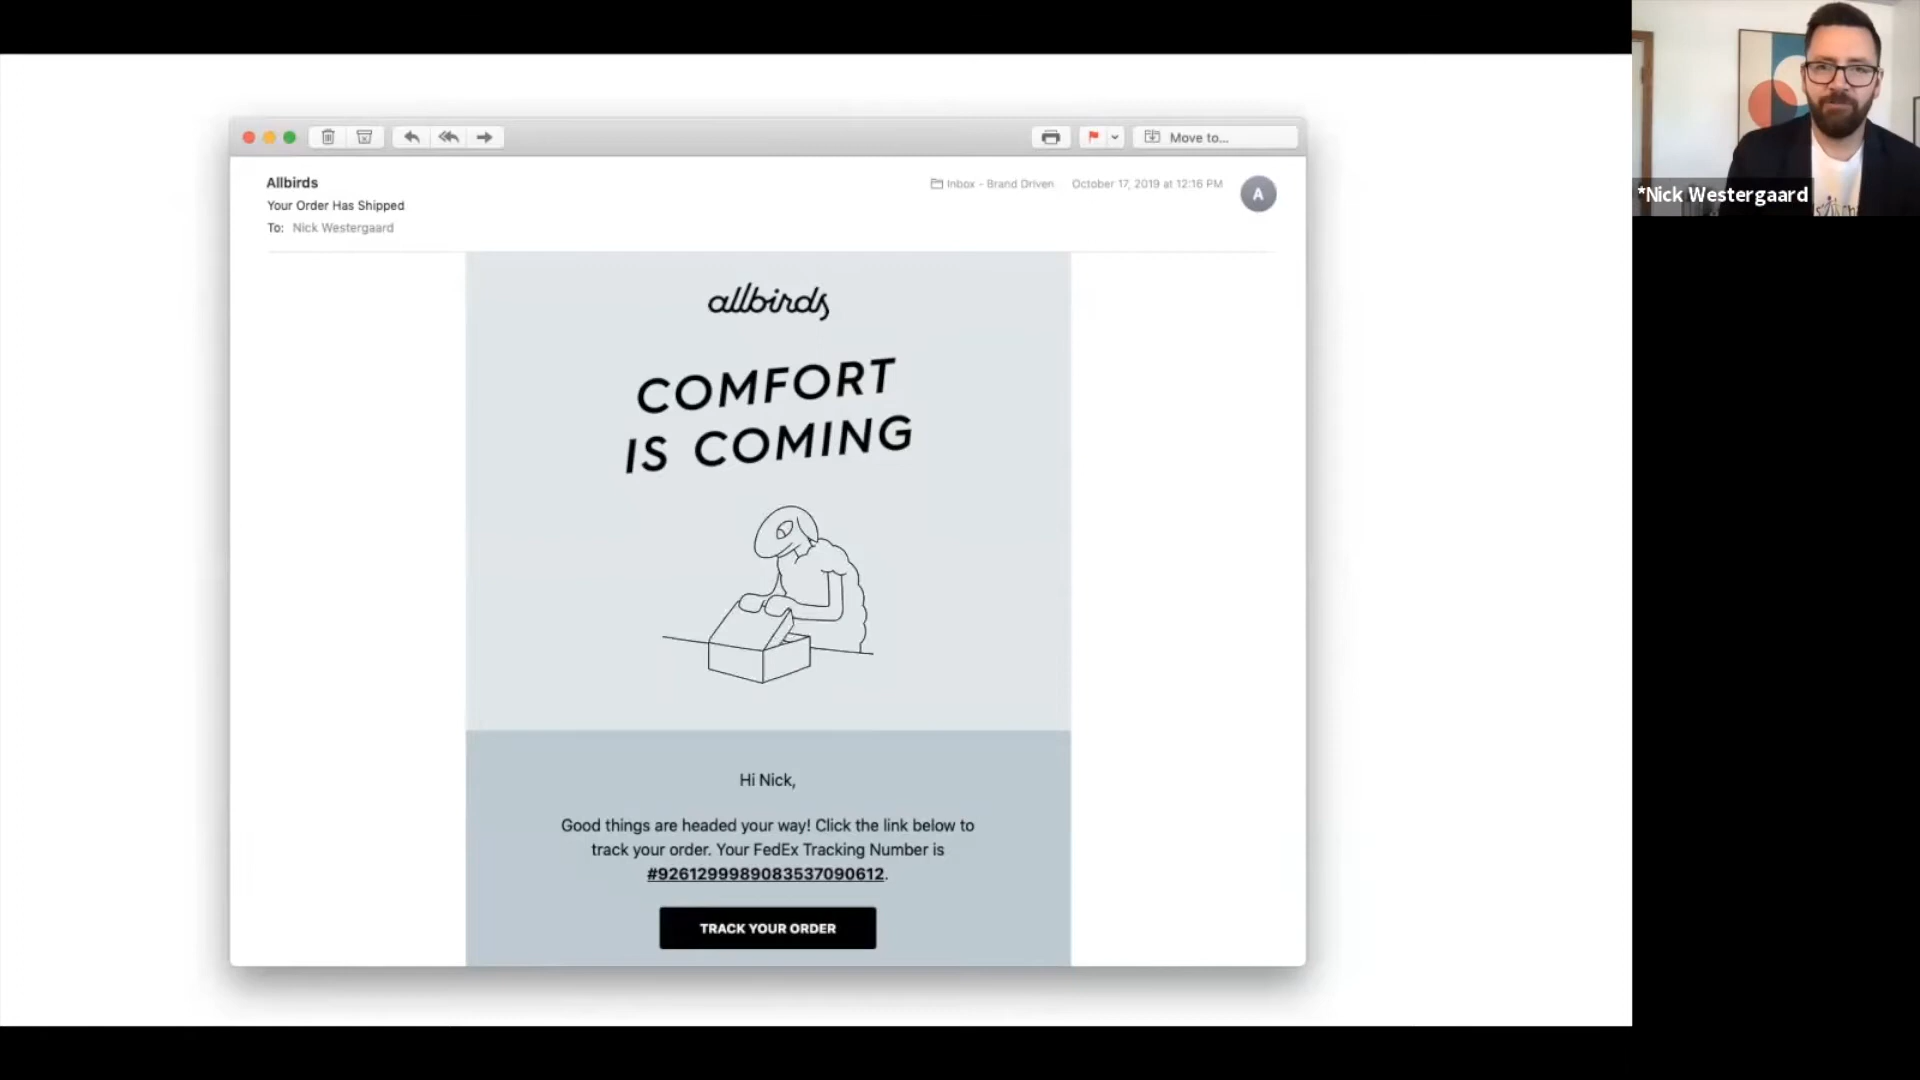 Move to...
Allbirds
Inbox - Brand Driven
October 17, 2019 at 12:16 PM
A
Your Order Has Shipped
To: Nick Westergaard
*Nick Westergaard
allbirds
COMFORT
IS COMING
Hi Nick,
Good things are headed your way! Click the link below to
track your order. Your FedEx Tracking Number is
#9261299989083537090612.
TRACK YOUR ORDER